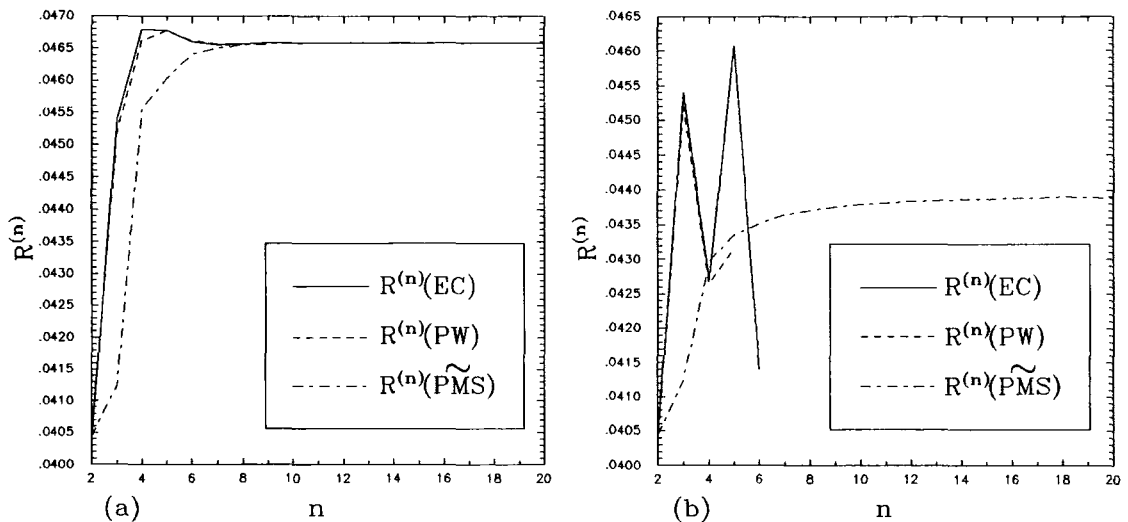 .0470
.0465
.0460
.0455
.0450
.0445
.0440
.0435
.0430
.0425
.0420
.0415
.0410
.0405
.0400
R⁽ⁿ⁾
R⁽ⁿ⁾(EC)
R⁽ⁿ⁾(PW)
R⁽ⁿ⁾(P͠MS)
2 4 6 8 10 12 14 16 18 20
(a) n
.0465
.0460
.0455
.0450
.0445
.0440
.0435
.0430
.0425
.0420
.0415
.0410
.0405
.0400
R⁽ⁿ⁾
R⁽ⁿ⁾(EC)
R⁽ⁿ⁾(PW)
R⁽ⁿ⁾(P͠MS)
2 4 6 8 10 12 14 16 18 20
(b) n